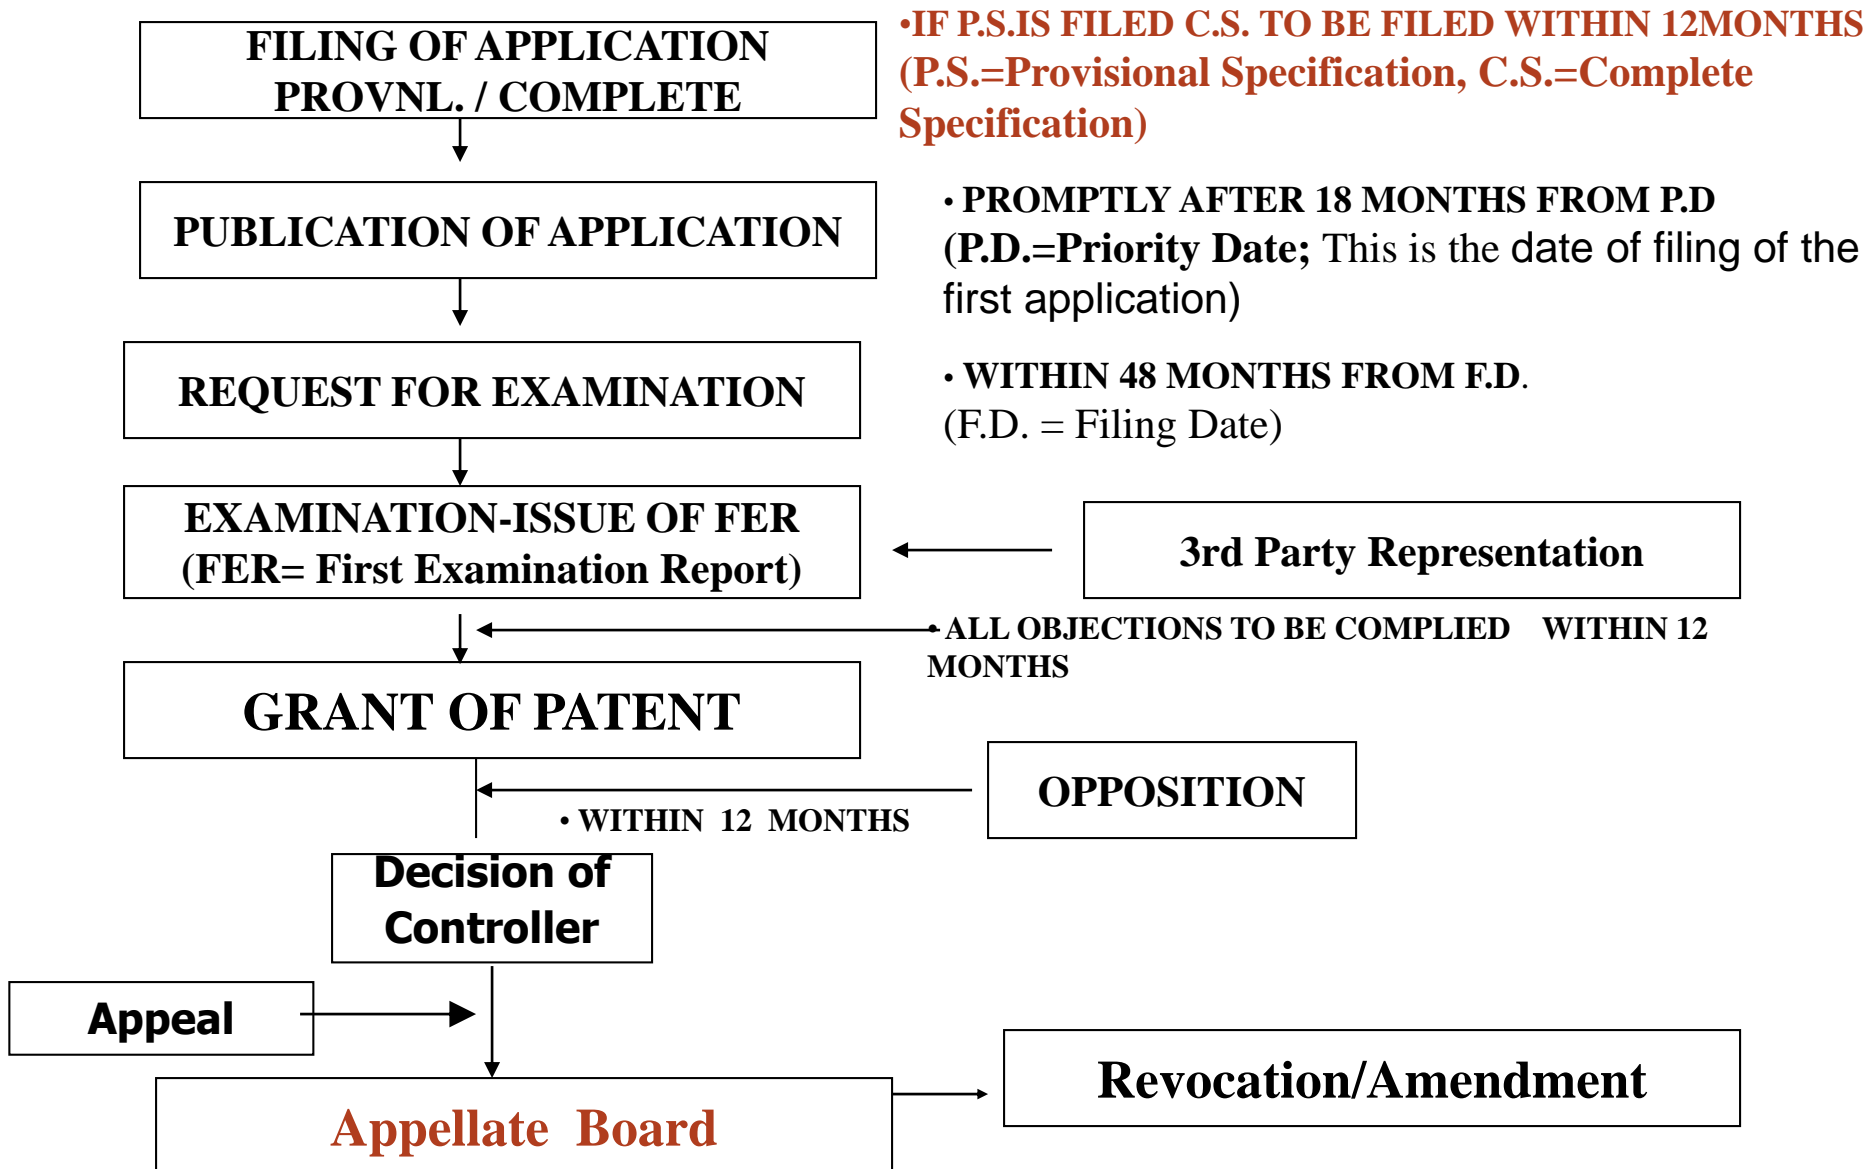 FILING OF APPLICATION
PROVNL. / COMPLETE
•IF P.S.IS FILED C.S. TO BE FILED WITHIN 12MONTHS
(P.S.=Provisional Specification, C.S.=Complete
Specification)
PUBLICATION OF APPLICATION
• PROMPTLY AFTER 18 MONTHS FROM P.D
(P.D.=Priority Date; This is the date of filing of the
first application)
REQUEST FOR EXAMINATION
• WITHIN 48 MONTHS FROM F.D.
(F.D. = Filing Date)
EXAMINATION-ISSUE OF FER
(FER= First Examination Report)
3rd Party Representation
• ALL OBJECTIONS TO BE COMPLIED WITHIN 12
MONTHS
GRANT OF PATENT
OPPOSITION
• WITHIN 12 MONTHS
Decision of
Controller
Appeal
Revocation/Amendment
Appellate Board